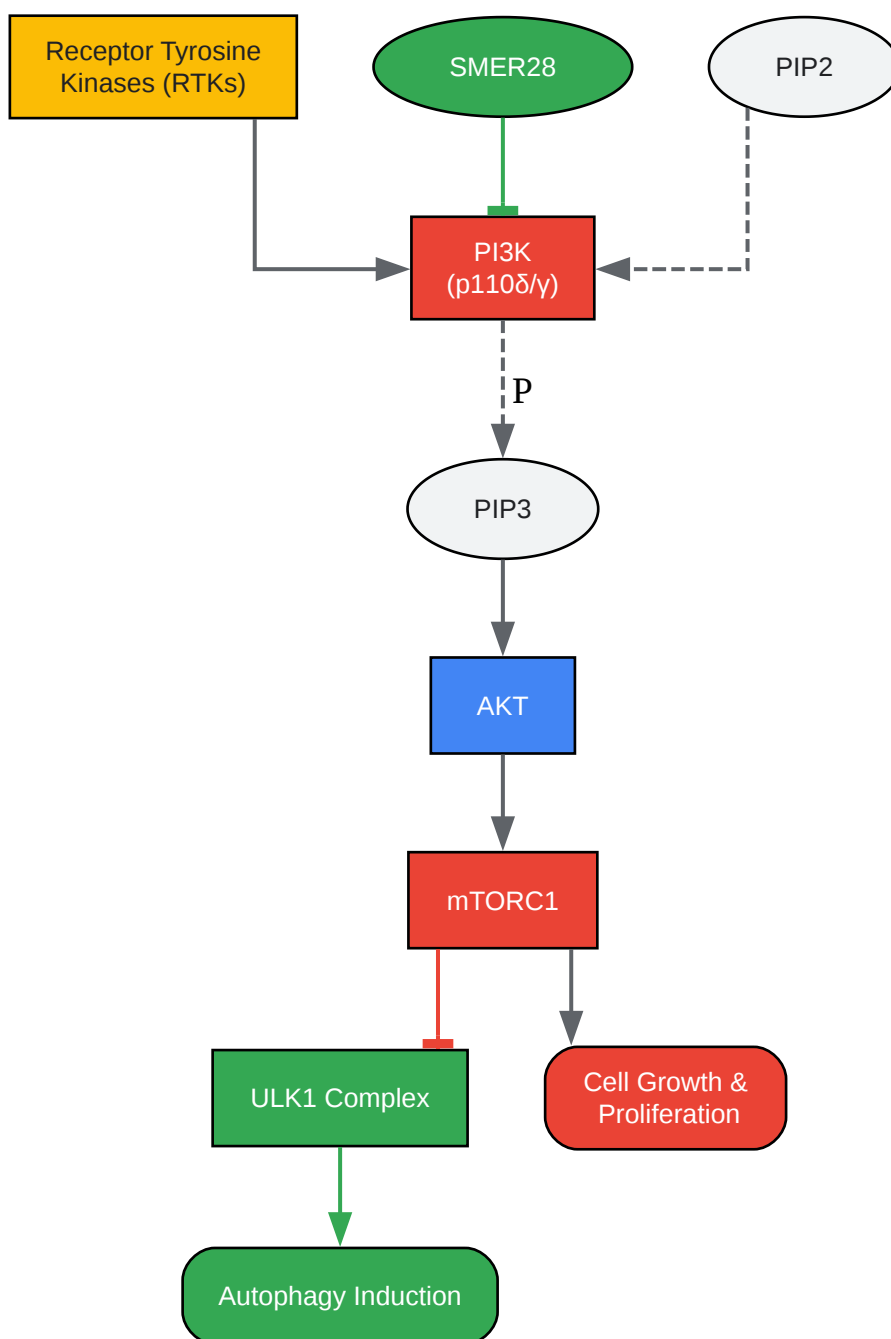 Receptor Tyrosine
Kinases (RTKs)
SMER28
PIP2
PI3K
(p110δ/γ)
P
PIP3
AKT
mTORC1
ULK1 Complex
Cell Growth &
Proliferation
Autophagy Induction